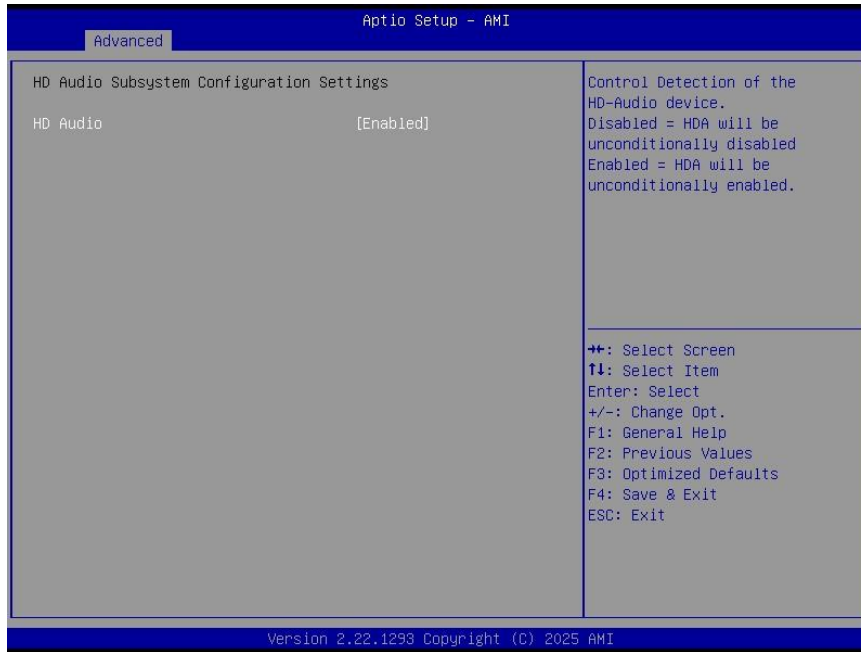 Aptio Setup – AMI
Advanced
HD Audio Subsystem Configuration Settings
HD Audio [Enabled]
Control Detection of the
HD-Audio device.
Disabled = HDA will be
unconditionally disabled
Enabled = HDA will be
unconditionally enabled.
→←: Select Screen
↑↓: Select Item
Enter: Select
+/-: Change Opt.
F1: General Help
F2: Previous Values
F3: Optimized Defaults
F4: Save & Exit
ESC: Exit
Version 2.22.1293 Copyright (C) 2025 AMI